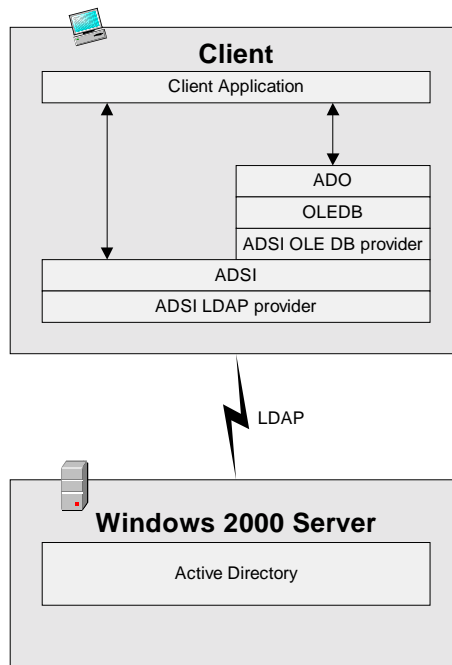 Client
Client Application
ADO
OLEDB
ADSI OLE DB provider
ADSI
ADSI LDAP provider
LDAP
Windows 2000 Server
Active Directory